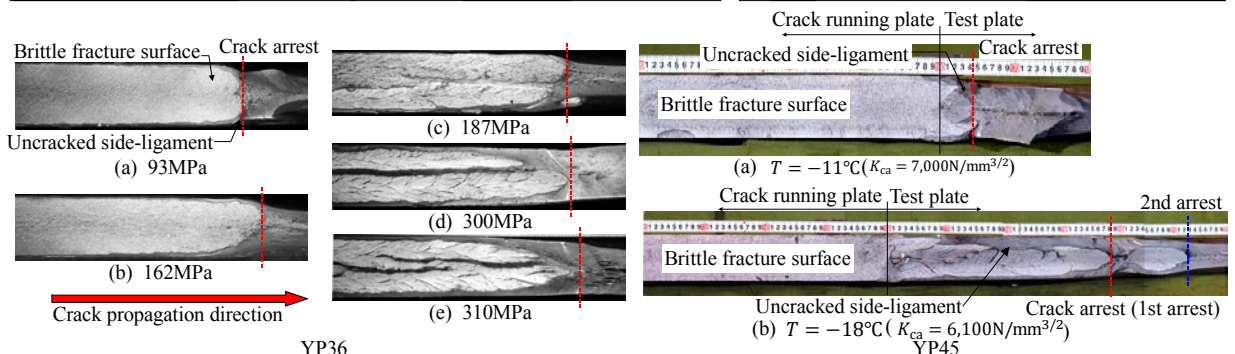 Brittle fracture surface
Crack arrest
Uncracked side-ligament
(a) 93MPa
(b) 162MPa
Crack propagation direction
(c) 187MPa
(d) 300MPa
(e) 310MPa
YP36
Crack running plate Test plate
Uncracked side-ligament
Crack arrest
Brittle fracture surface
(a) T = −11℃(K_ca = 7,000N/mm^3/2)
Crack running plate Test plate
2nd arrest
Brittle fracture surface
Uncracked side-ligament
Crack arrest (1st arrest)
(b) T = −18℃(K_ca = 6,100N/mm^3/2)
YP45